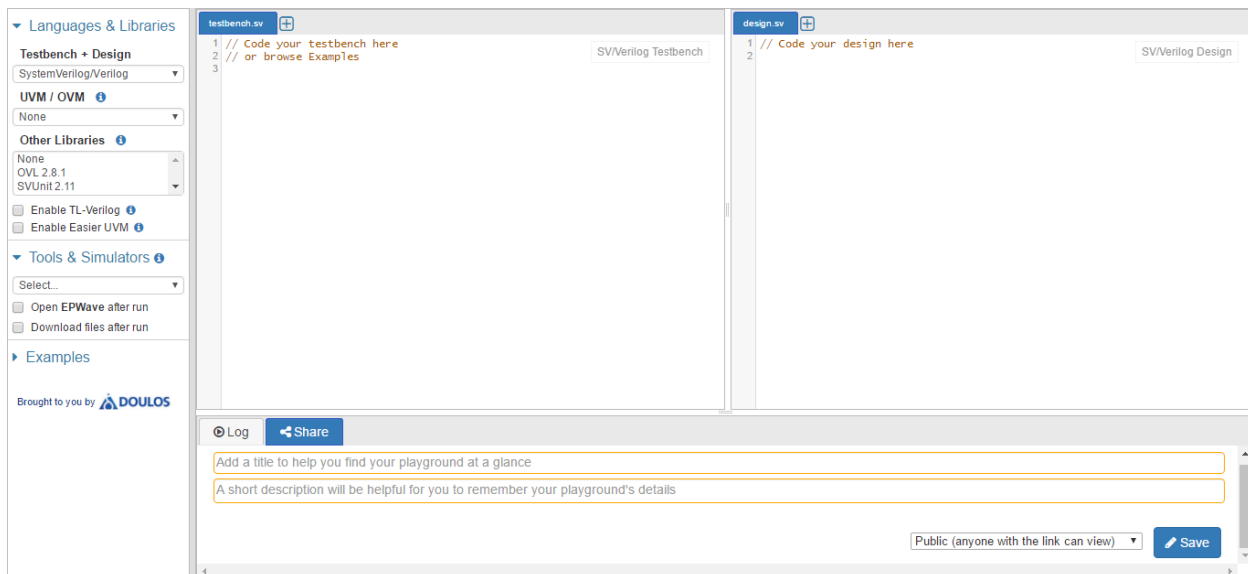 Languages & Libraries
Testbench + Design
SystemVerilog/Verilog
UVM / OVM
None
Other Libraries
None
OVL 2.8.1
SVUnit 2.11
Enable TL-Verilog
Enable Easier UVM
Tools & Simulators
Select...
Open EPWave after run
Download files after run
Examples
Brought to you by DOULOS
testbench.sv
1 // Code your testbench here
2 // or browse Examples
3
SV/Verilog Testbench
design.sv
1 // Code your design here
2
SV/Verilog Design
Log
Share
Add a title to help you find your playground at a glance
A short description will be helpful for you to remember your playground's details
Public (anyone with the link can view)
Save